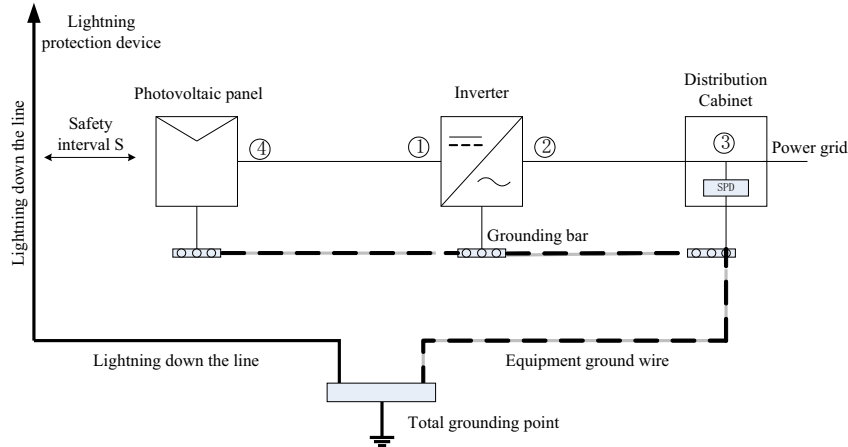 Lightning
protection device
Distribution
Cabinet
Photovoltaic panel
Inverter
Safety
interval S
④
①
②
③
Power grid
SPD
Lightning down the line
Grounding bar
Lightning down the line
Equipment ground wire
Total grounding point